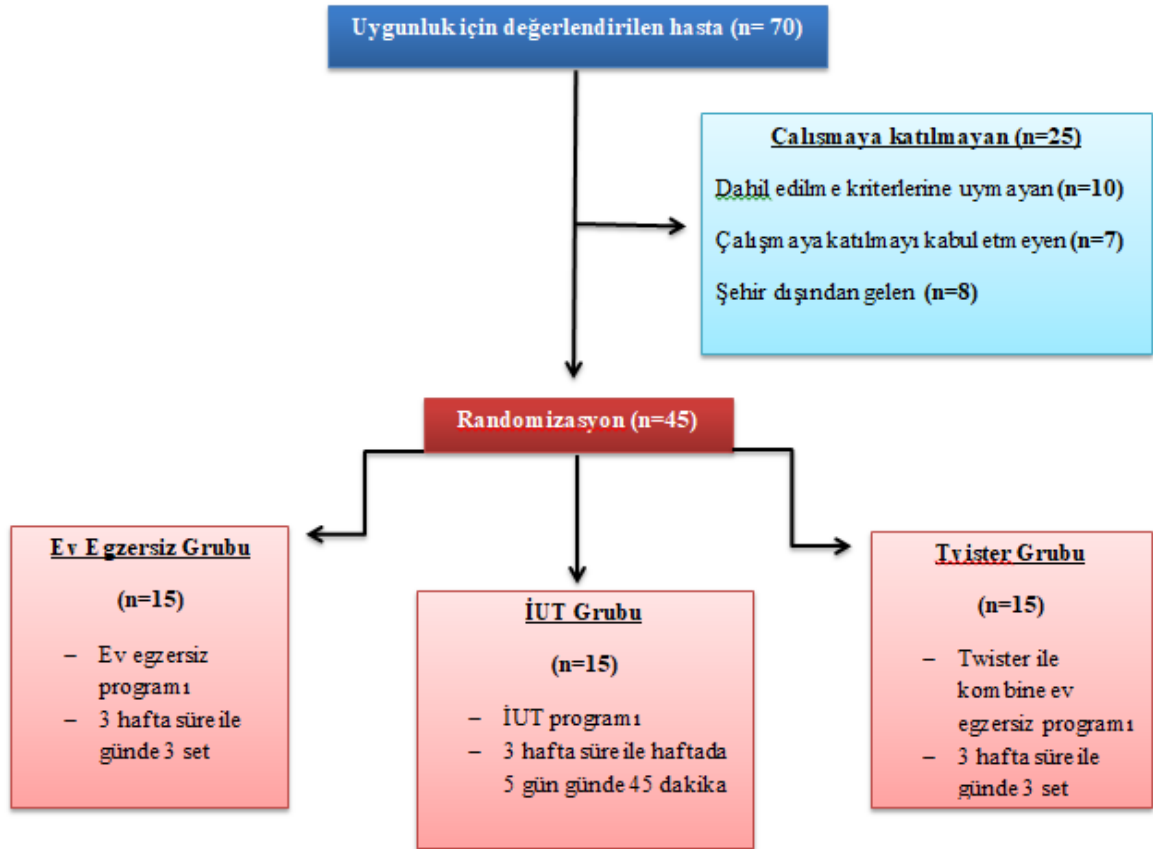 Uygunluk için değerlendirilen hasta (n= 70)
Çalışmaya katılmayan (n=25)
Dahil edilme kriterlerine uymayan (n=10)
Çalışmaya katılmayı kabul etmeyen (n=7)
Şehir dışından gelen (n=8)
Randomizasyon (n=45)
Ev Egzersiz Grubu
(n=15)
– Ev egzersiz
programı
– 3 hafta süre ile
günde 3 set
İUT Grubu
(n=15)
– İUT programı
– 3 hafta süre ile haftada
5 gün günde 45 dakika
Tvister Grubu
(n=15)
– Twister ile
kombine ev
egzersiz programı
– 3 hafta süre ile
günde 3 set